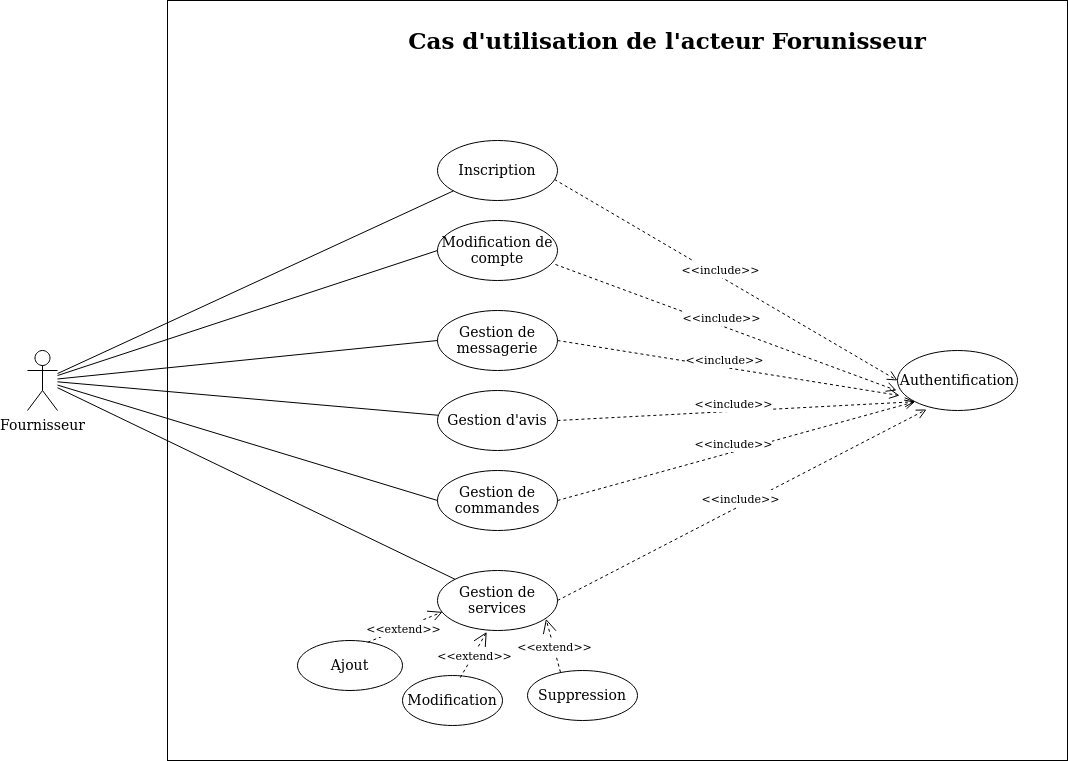 Cas d'utilisation de l'acteur Forunisseur
Inscription
Modification de
compte
<<include>>
<<include>>
Gestion de
messagerie
<<include>>
Authentification
Fournisseur
Gestion d'avis
<<include>>
<<include>>
Gestion de
commandes
<<include>>
Gestion de
services
<<extend>>
<<extend>>
<<extend>>
Ajout
Modification
Suppression